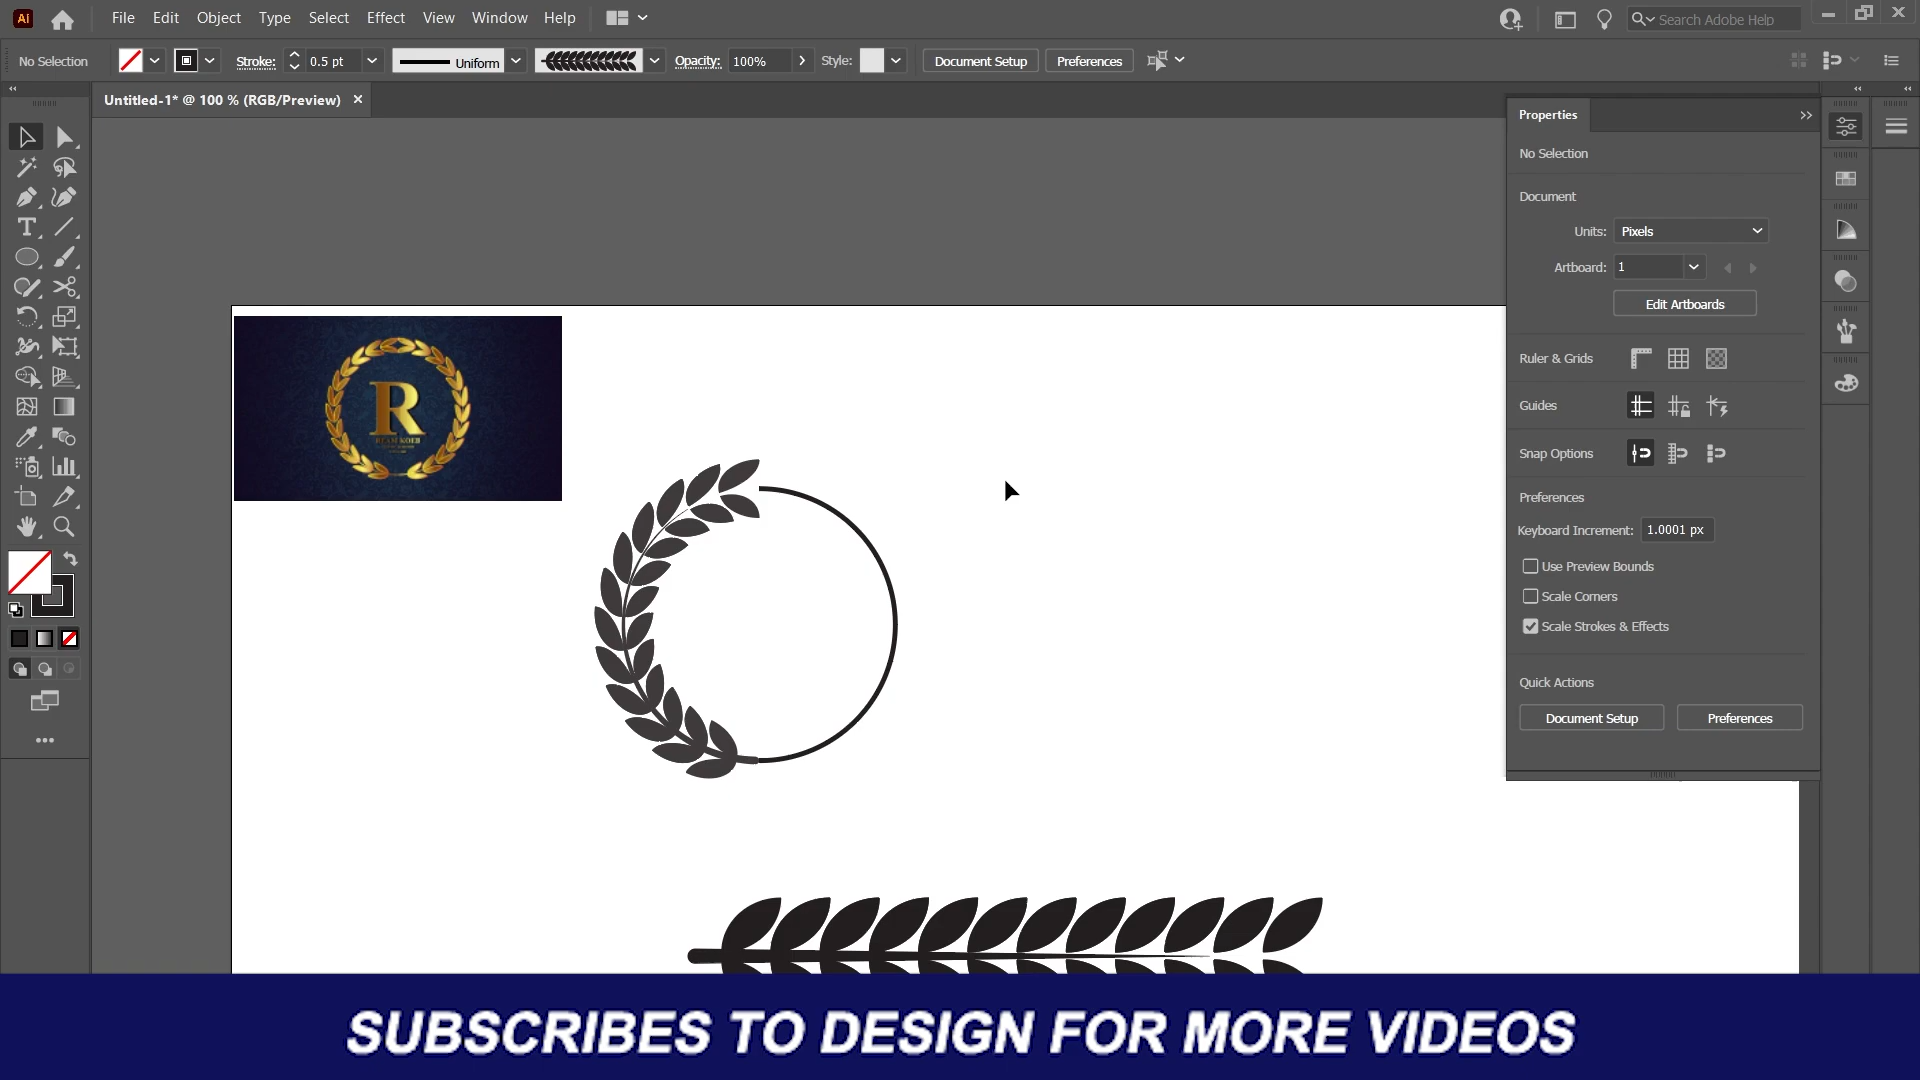 Ai File Edit Object Type Select Effect View Window Help Search Adobe Help
No Selection Stroke: 0.5 pt Uniform Opacity: 100% Style: Document Setup Preferences
Untitled-1* @ 100 % (RGB/Preview) ×
Properties
No Selection
Document
Units: Pixels
Artboard: 1
Edit Artboards
Ruler & Grids
Guides
Snap Options
Preferences
Keyboard Increment: 1.0001 px
Use Preview Bounds
Scale Corners
Scale Strokes & Effects
Quick Actions
Document Setup Preferences
R
SUBSCRIBES TO DESIGN FOR MORE VIDEOS